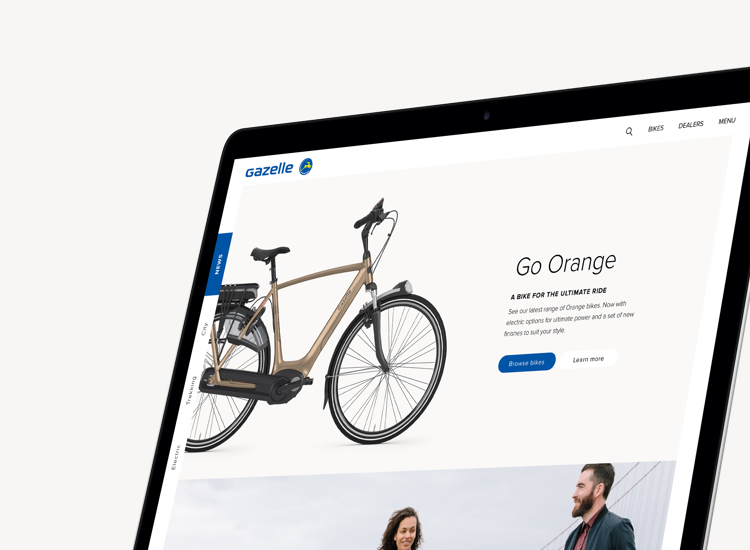 Gazelle
BIKES
DEALERS
MENU
NEWS
City
Trekking
Electric
Go Orange
A BIKE FOR THE ULTIMATE RIDE
See our latest range of Orange bikes. Now with
electric options for ultimate power and a set of new
finishes to suit your style.
Browse bikes
Learn more